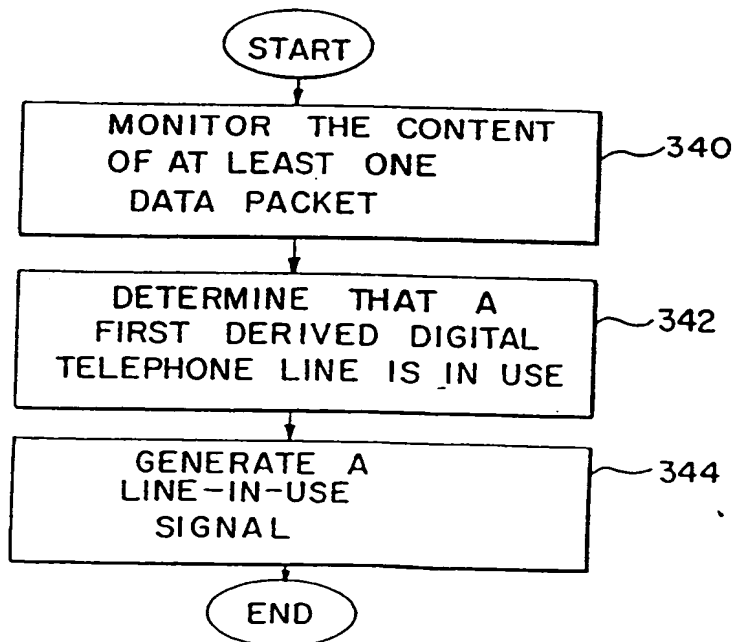 START
MONITOR THE CONTENT
OF AT LEAST ONE
DATA PACKET
340
DETERMINE THAT A
FIRST DERIVED DIGITAL
TELEPHONE LINE IS IN USE
342
GENERATE A
LINE-IN-USE
SIGNAL
344
END